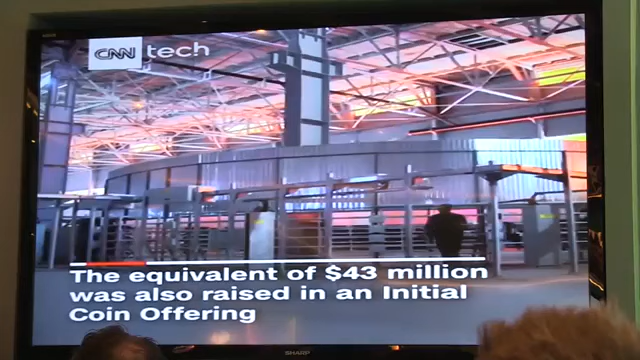 CNN tech
The equivalent of $43 million
was also raised in an Initial
Coin Offering
SHARP